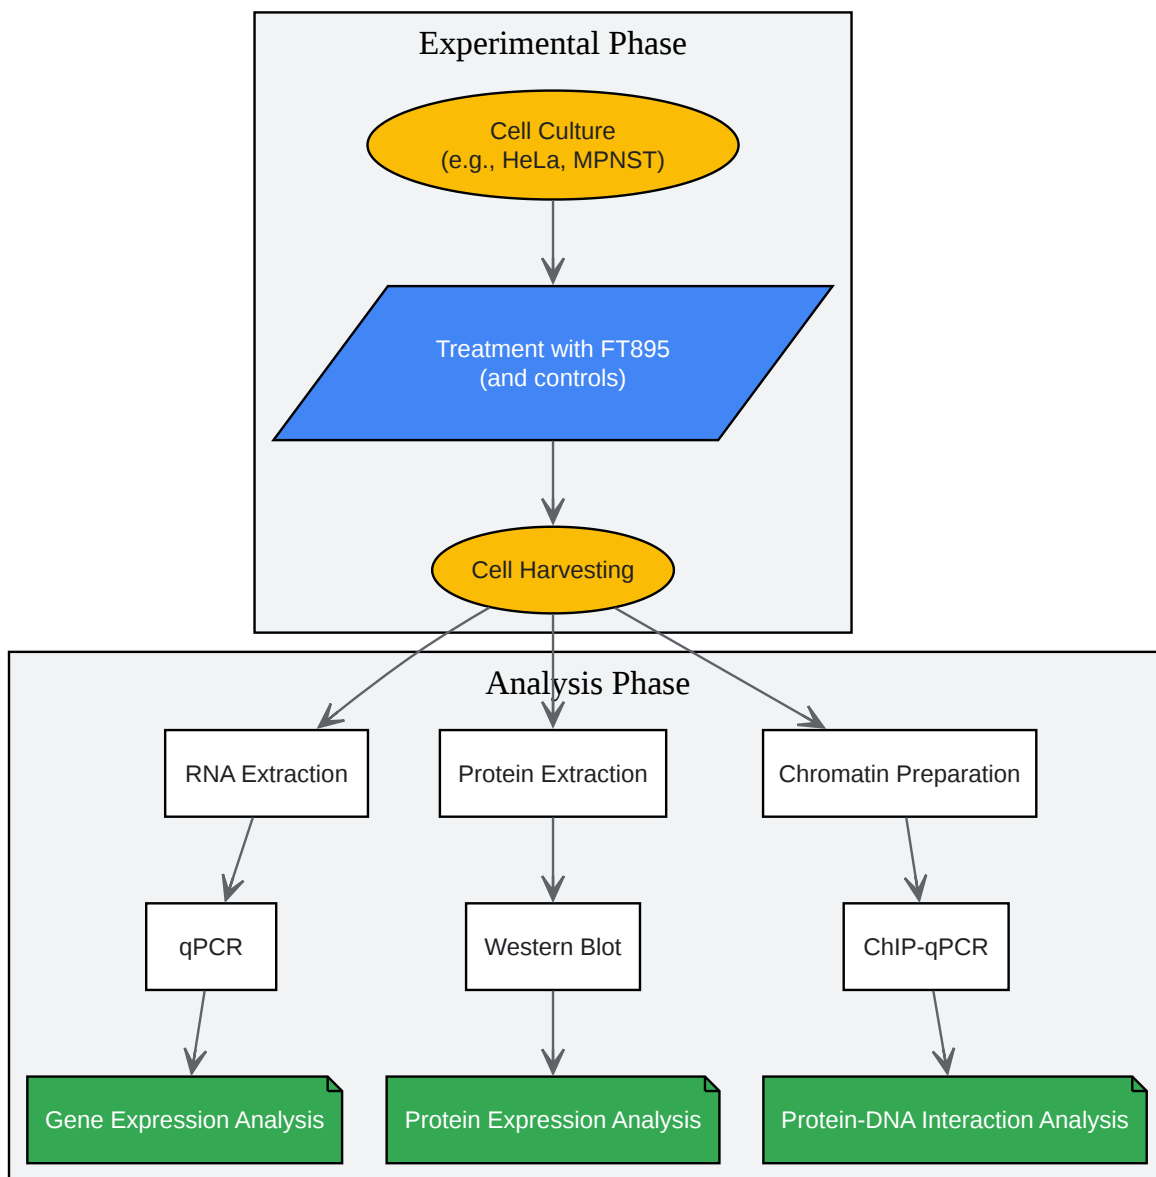 Experimental Phase
Cell Culture
(e.g., HeLa, MPNST)
Treatment with FT895
(and controls)
Cell Harvesting
Analysis Phase
RNA Extraction
Protein Extraction
Chromatin Preparation
qPCR
Western Blot
ChIP-qPCR
Gene Expression Analysis
Protein Expression Analysis
Protein-DNA Interaction Analysis